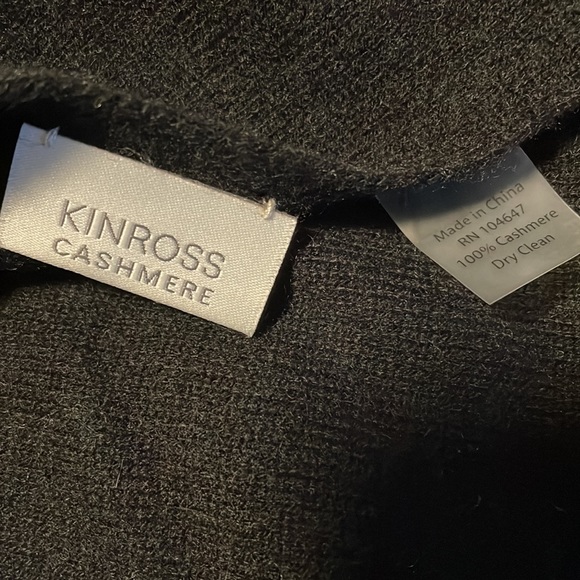 KINROSS
CASHMERE
Made in China
RN 104647
100% Cashmere
Dry Clean